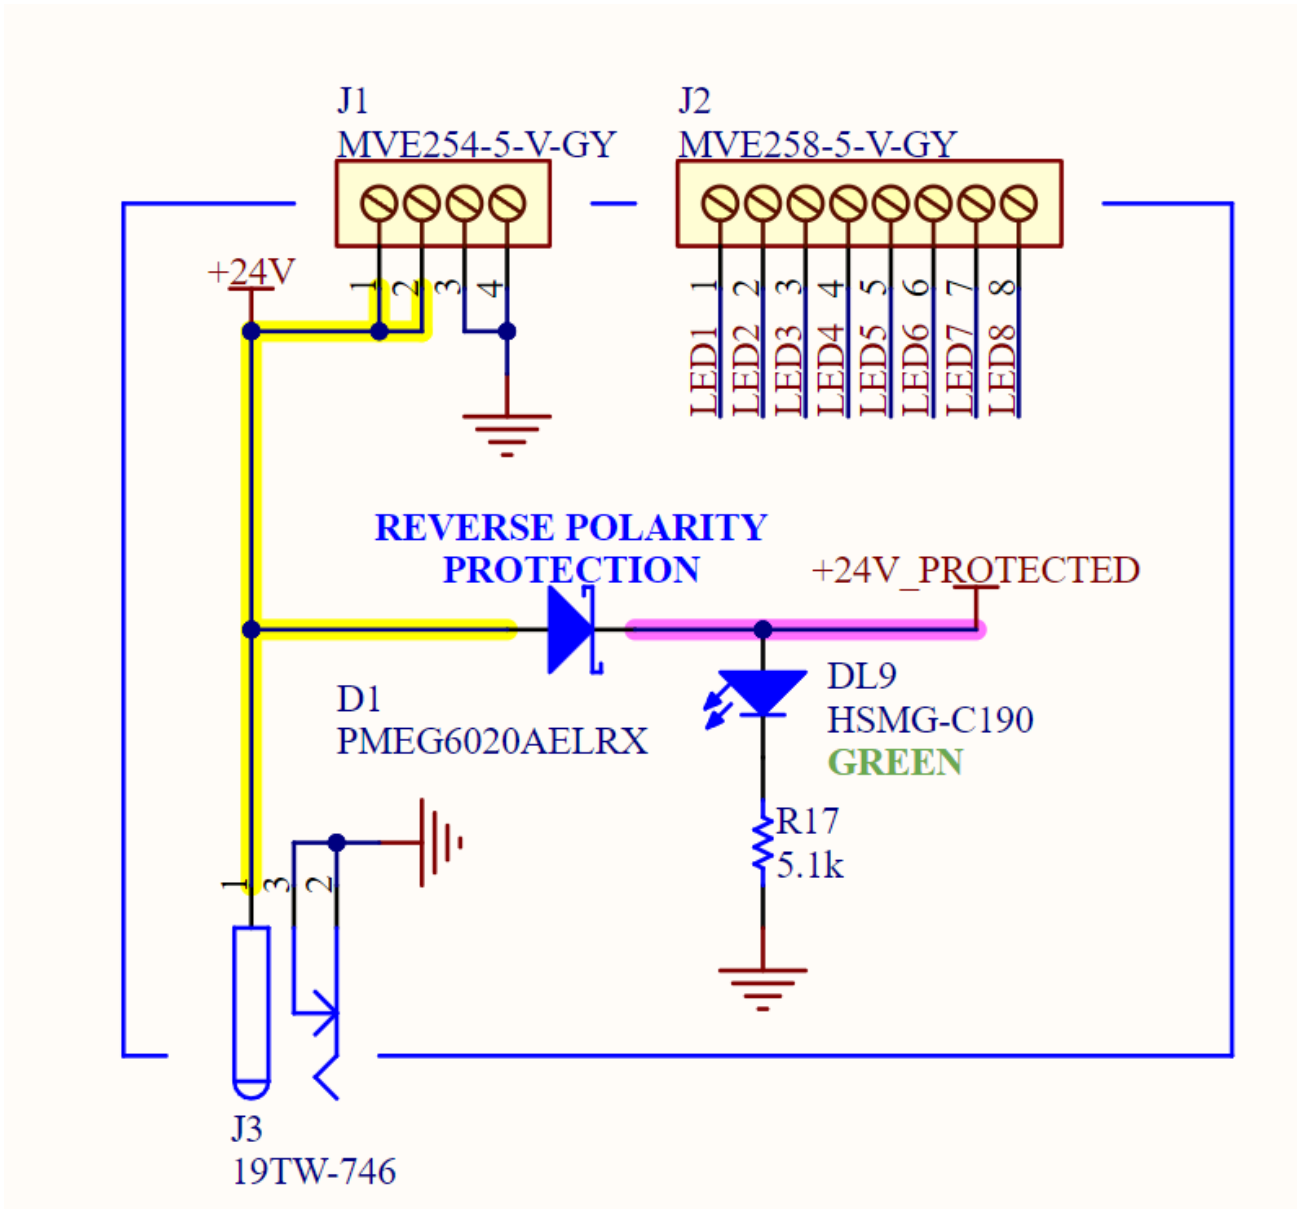 J1
MVE254-5-V-GY
J2
MVE258-5-V-GY
+24V
1
2
3
4
1
2
3
4
5
6
7
8
LED1
LED2
LED3
LED4
LED5
LED6
LED7
LED8
REVERSE POLARITY
PROTECTION
+24V_PROTECTED
D1
PMEG6020AELRX
DL9
HSMG-C190
GREEN
R17
5.1k
1
3
2
J3
19TW-746